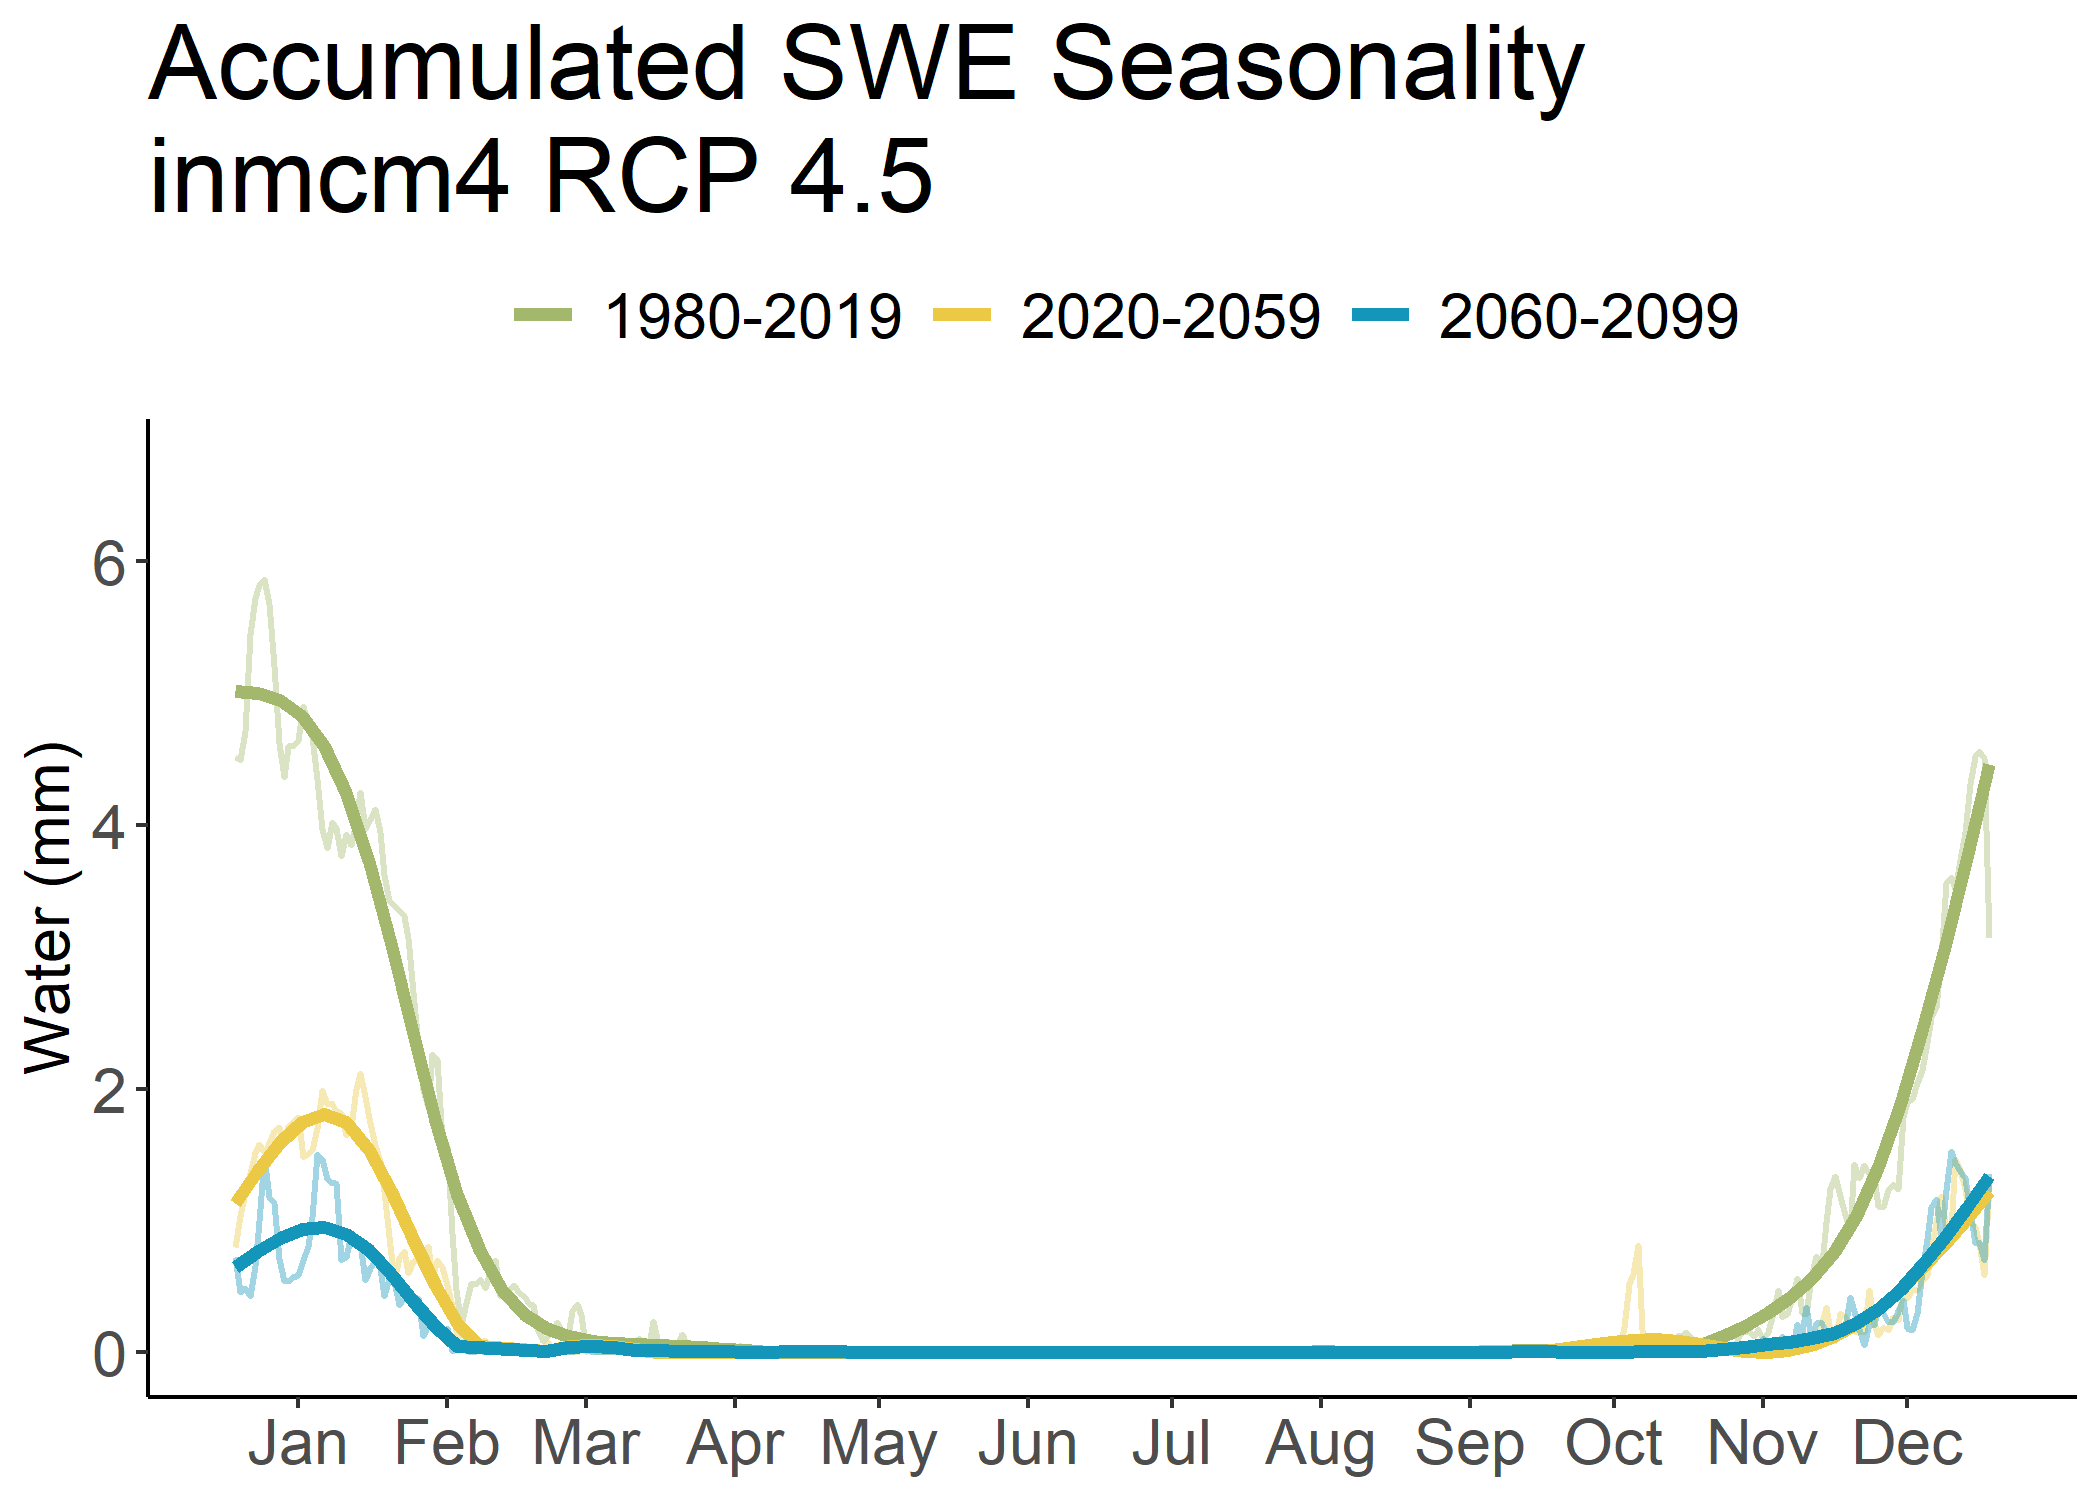 Accumulated SWE Seasonality
inmcm4 RCP 4.5
1980-2019 2020-2059 2060-2099
Water (mm)
6
4
2
0
Jan Feb Mar Apr May Jun Jul Aug Sep Oct Nov Dec